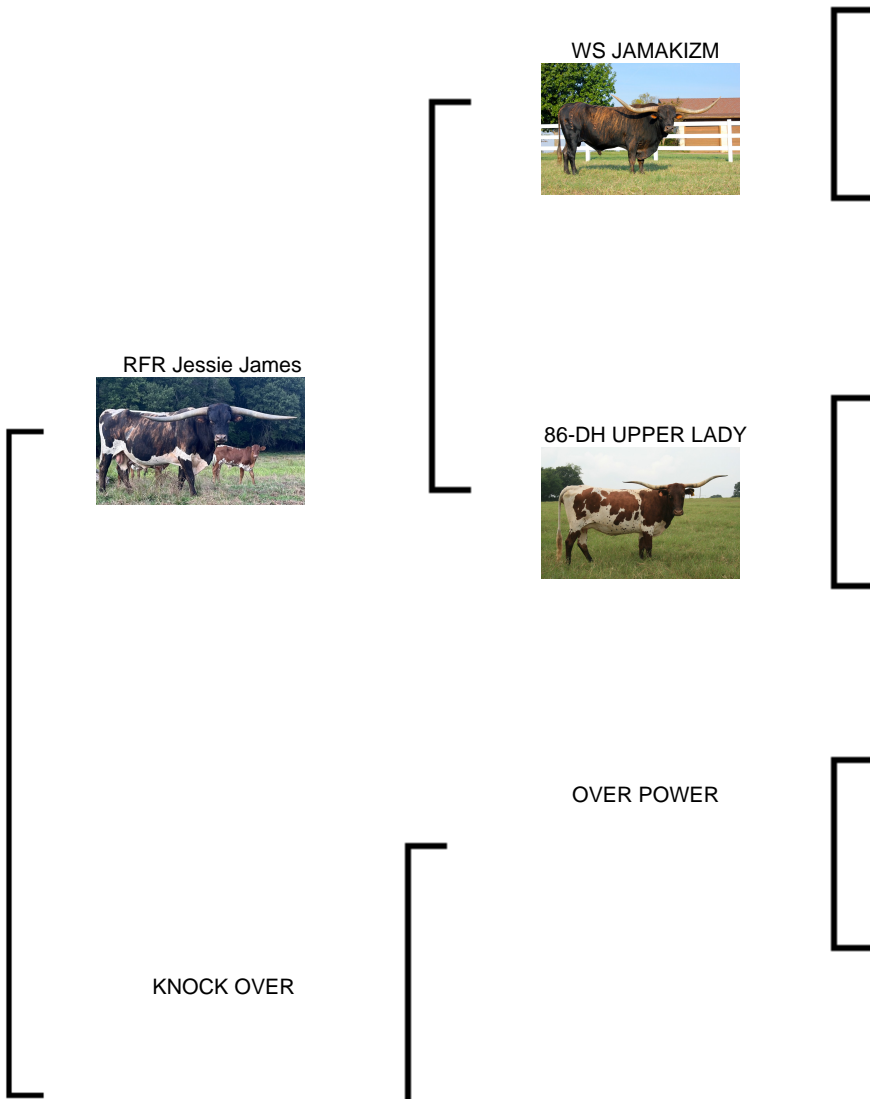 WS JAMAKIZM
RFR Jessie James
86-DH UPPER LADY
OVER POWER
KNOCK OVER